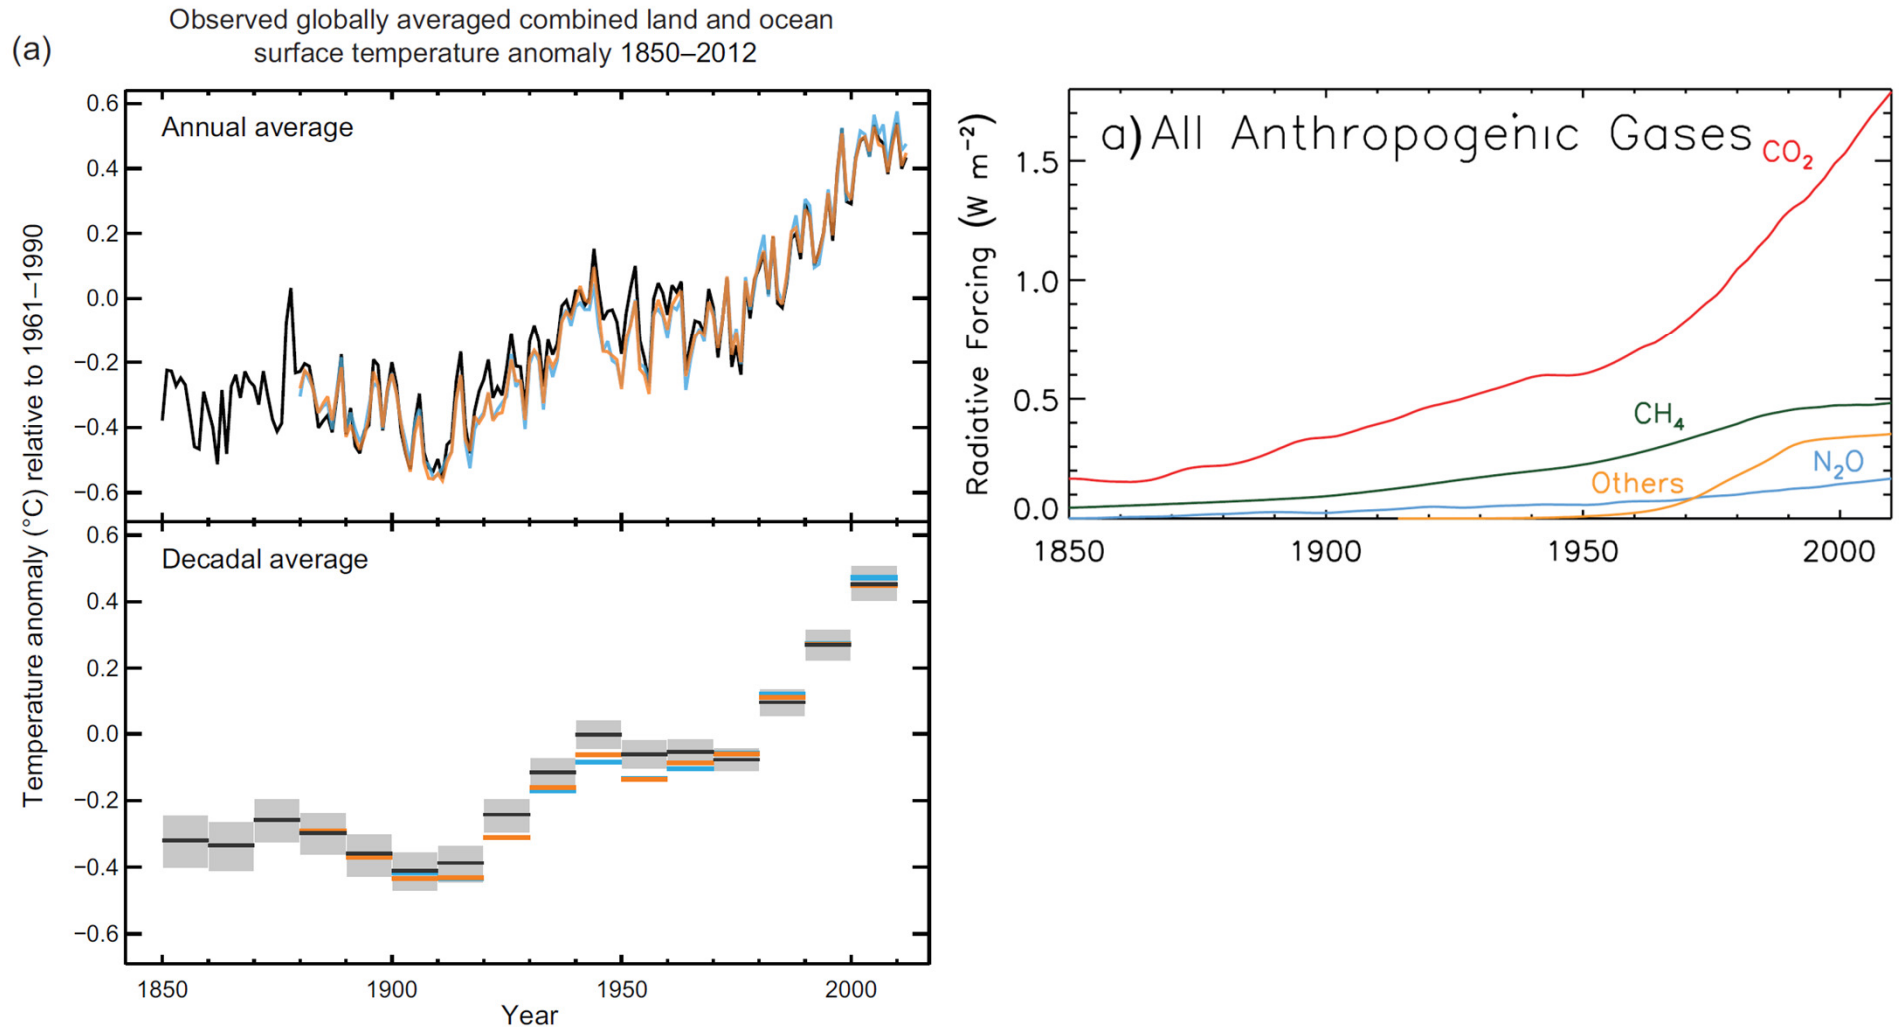 Observed globally averaged combined land and ocean
surface temperature anomaly 1850–2012
(a)
Temperature anomaly (°C) relative to 1961–1990
Annual average
0.6
0.4
0.2
0.0
−0.2
−0.4
−0.6
Decadal average
0.6
0.4
0.2
0.0
−0.2
−0.4
−0.6
1850
1900
1950
2000
Year
Radiative Forcing (W m⁻²)
a) All Anthropogenic Gases
CO₂
CH₄
N₂O
Others
1.5
1.0
0.5
0.0
1850
1900
1950
2000